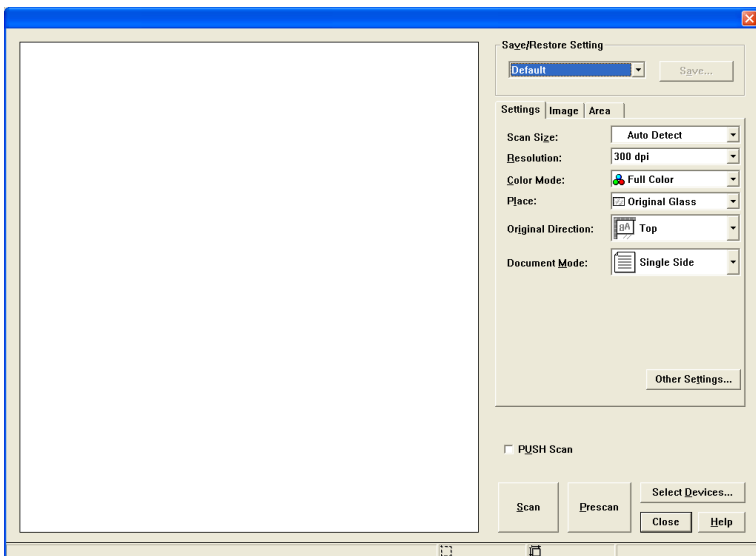 Save/Restore Setting
Default
Save...
Settings Image Area
Scan Size: Auto Detect
Resolution: 300 dpi
Color Mode: Full Color
Place: Original Glass
Original Direction: Top
Document Mode: Single Side
Other Settings...
PUSH Scan
Scan
Prescan
Select Devices...
Close
Help